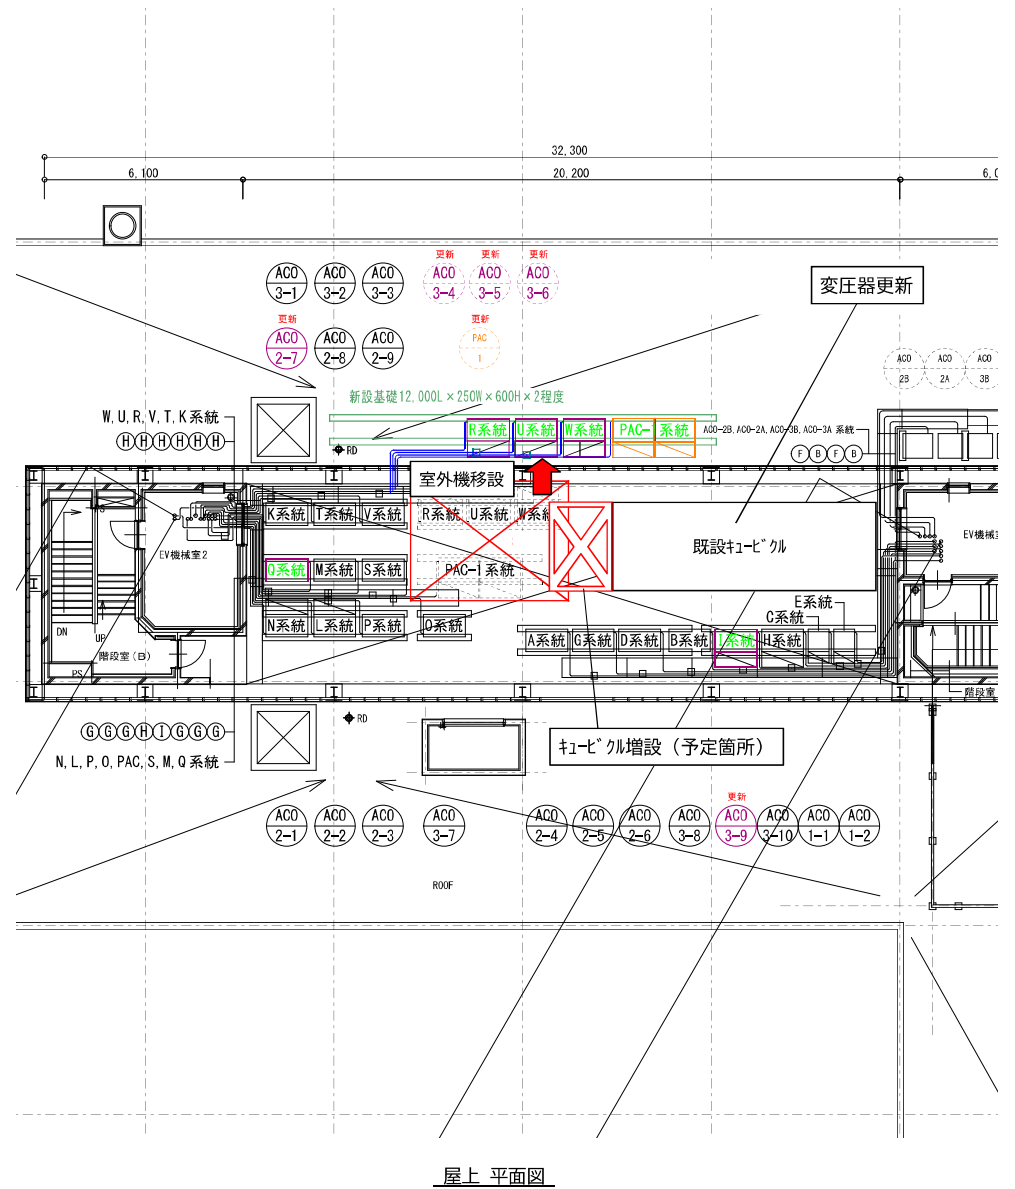 32,300
6,100
20,200
更新
更新
更新
ACO 3-1
ACO 3-2
ACO 3-3
ACO 3-4
ACO 3-5
ACO 3-6
変圧器更新
更新
更新
ACO 2-7
ACO 2-8
ACO 2-9
PAC 1
ACO 2B
ACO 2A
ACO 3B
新設基礎12,000L×250W×600H×2程度
W,U,R,V,T,K系統
H H H H H H
R系統
U系統
W系統
PAC-1系統
ACO-2B,ACO-2A,ACO-3B,ACO-3A 系統
F B F B
RD
室外機移設
K系統
T系統
V系統
R系統
U系統
W系統
EV機械室2
既設ｷｭｰﾋﾞｸﾙ
Q系統
M系統
S系統
PAC-1系統
E系統
C系統
N系統
L系統
P系統
O系統
A系統
G系統
D系統
B系統
I系統
H系統
DN
UP
階段室(B)
PS
階段室
RD
G G G H I G G G
N,L,P,O,PAC,S,M,Q系統
ｷｭｰﾋﾞｸﾙ増設（予定箇所）
更新
ACO 2-1
ACO 2-2
ACO 2-3
ACO 3-7
ACO 2-4
ACO 2-5
ACO 2-6
ACO 3-8
ACO 3-9
ACO 3-10
ACO 1-1
ACO 1-2
ROOF
屋上 平面図